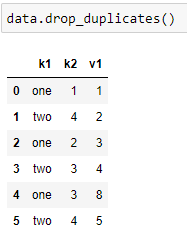 data.drop_duplicates()
k1 k2 v1
0 one 1 1
1 two 4 2
2 one 2 3
3 two 3 4
4 one 3 8
5 two 4 5